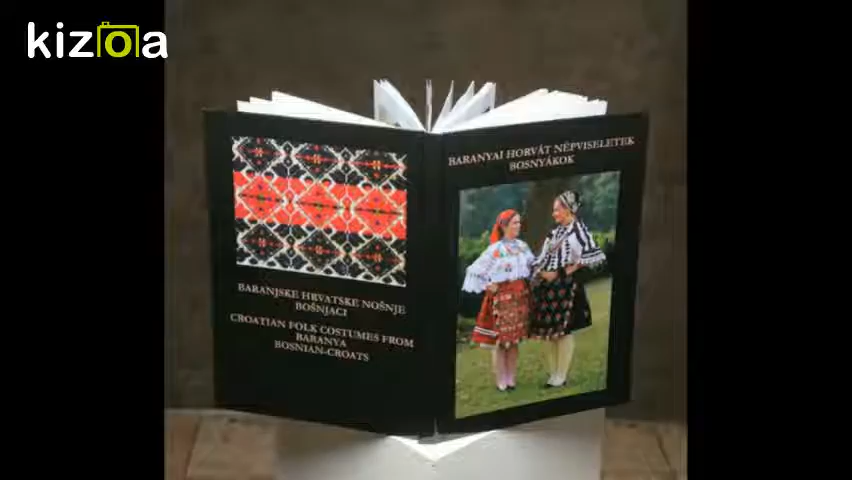 kizoa
BARANJSKE HRVATSKE NOŠNJE
BOŠNJACI
CROATIAN FOLK COSTUMES FROM
BARANYA
BOSNIAN-CROATS
BARANYAI HORVÁT NÉPVISELETEK
BOSNYÁKOK